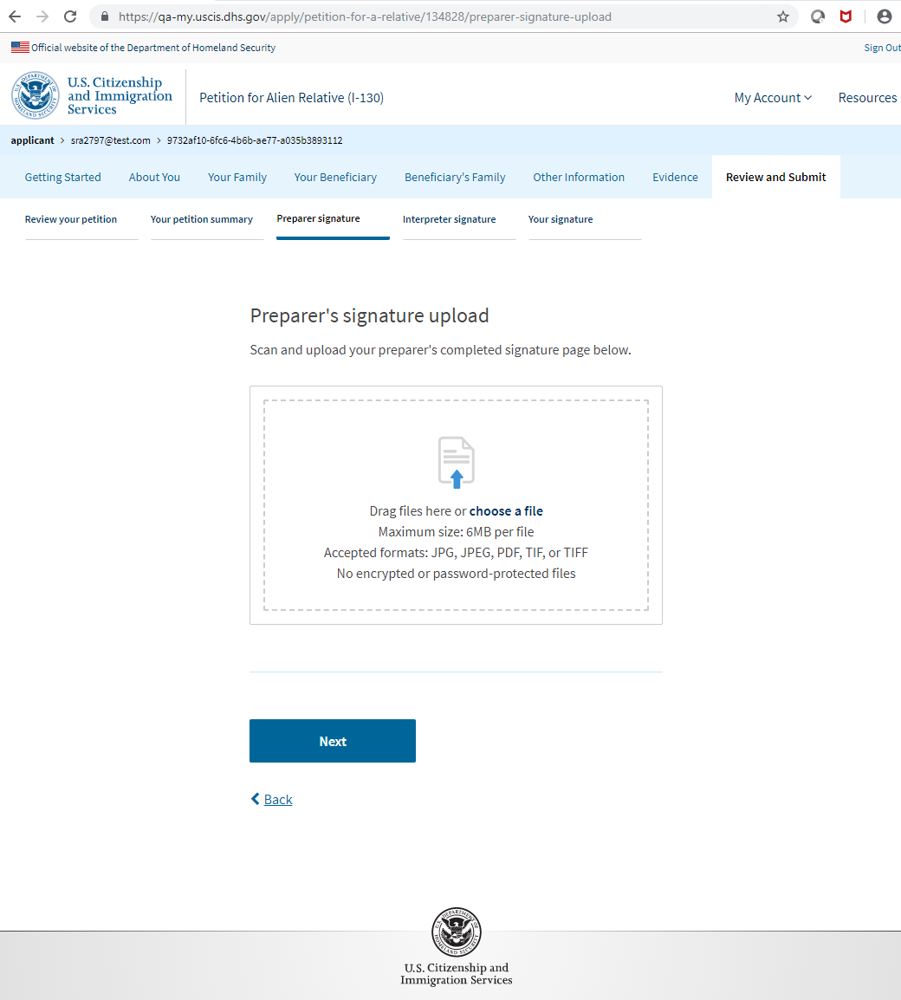 https://qa-my.uscis.dhs.gov/apply/petition-for-a-relative/134828/preparer-signature-upload
Official website of the Department of Homeland Security
Sign Out
U.S. Citizenship
and Immigration
Services
Petition for Alien Relative (I-130)
My Account
Resources
applicant > sra2797@test.com > 9732af10-6fc6-4b6b-ae77-a035b3893112
Getting Started
About You
Your Family
Your Beneficiary
Beneficiary's Family
Other Information
Evidence
Review and Submit
Review your petition
Your petition summary
Preparer signature
Interpreter signature
Your signature
Preparer's signature upload
Scan and upload your preparer's completed signature page below.
Drag files here or choose a file
Maximum size: 6MB per file
Accepted formats: JPG, JPEG, PDF, TIF, or TIFF
No encrypted or password-protected files
Next
Back
U.S. Citizenship and
Immigration Services